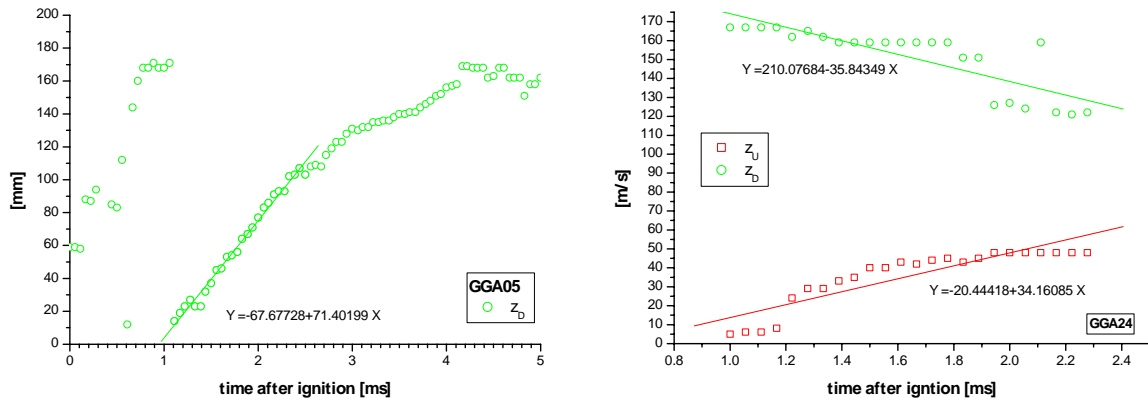 180
160
140
120
100
80
60
40
20
0
[mm]
0 1 2 3 4 5
time after ignition [ms]
Y =-67.67728+71.40199 X
GGA05
Z_D
170
160
150
140
130
120
110
100
90
80
70
60
50
40
30
20
10
0
[m/s]
0.8 1.0 1.2 1.4 1.6 1.8 2.0 2.2 2.4
time after igntion [ms]
Y =210.07684-35.84349 X
Z_U
Z_D
Y=-20.44418+34.16085 X
GGA24